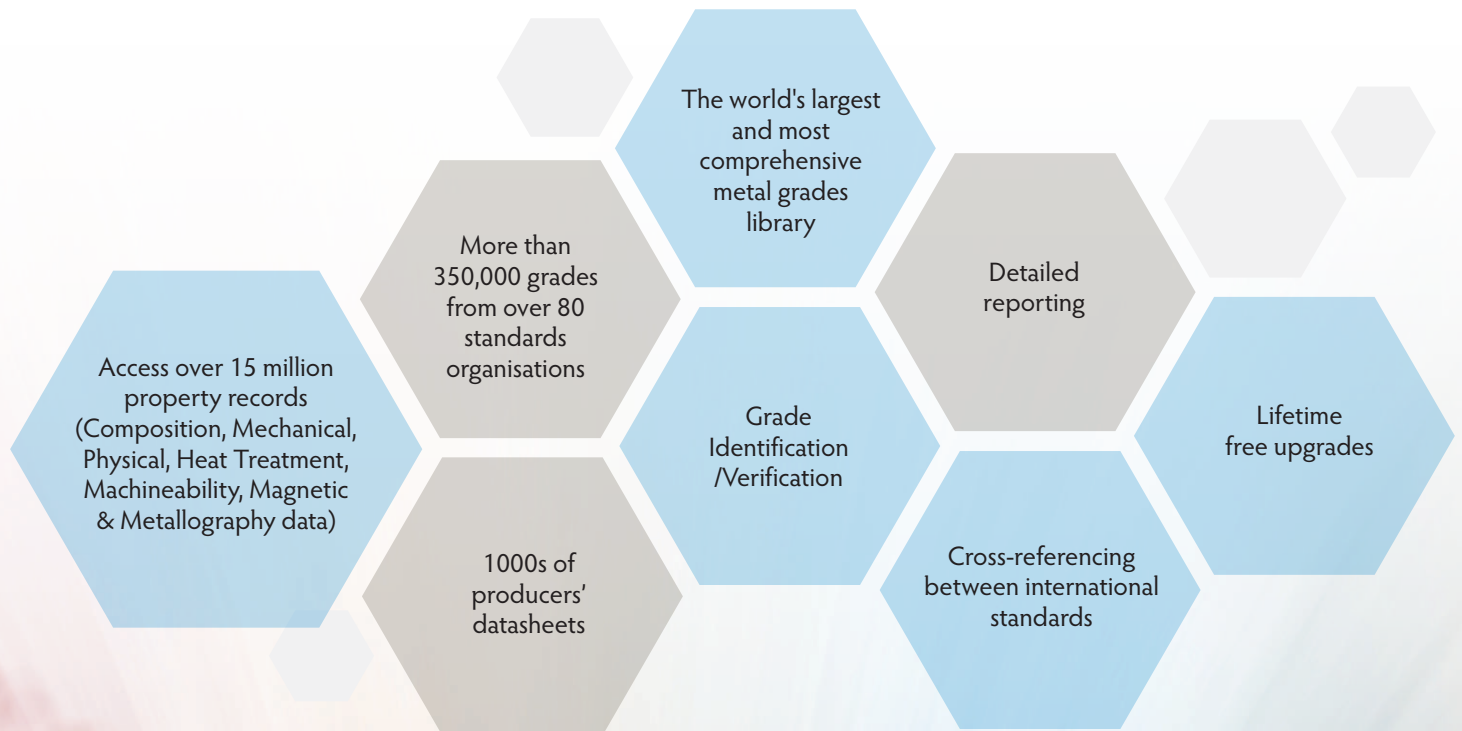 The world's largest
and most
comprehensive
metal grades
library
More than
350,000 grades
from over 80
standards
organisations
Detailed
reporting
Access over 15 million
property records
(Composition, Mechanical,
Physical, Heat Treatment,
Machineability, Magnetic
& Metallography data)
Grade
Identification
/Verification
Lifetime
free upgrades
1000s of
producers’
datasheets
Cross-referencing
between international
standards